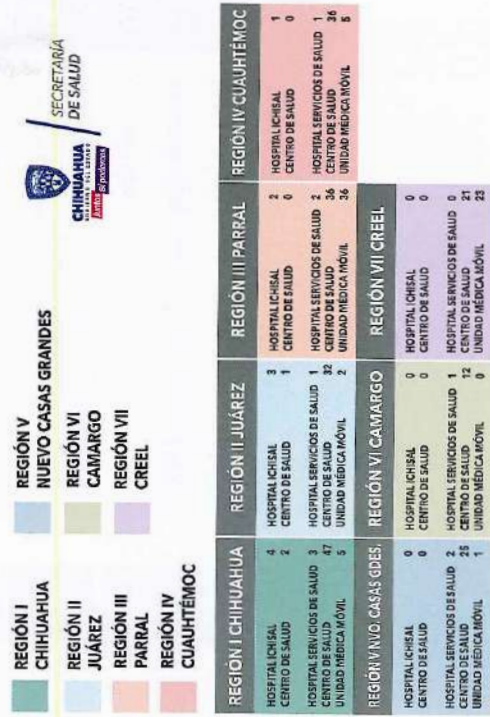 REGIÓN I
CHIHUAHUA
REGIÓN II
JUÁREZ
REGIÓN III
PARRAL
REGIÓN IV
CUAUHTÉMOC
REGIÓN V
NUEVO CASAS GRANDES
REGIÓN VI
CAMARGO
REGIÓN VII
CREEL
CHIHUAHUA
GOBIERNO DEL ESTADO
Juntos Sí podemos
SECRETARÍA
DE SALUD
REGIÓN I CHIHUAHUA
HOSPITAL ICHISAL 4
CENTRO DE SALUD 2
HOSPITAL SERVICIOS DE SALUD 3
CENTRO DE SALUD 47
UNIDAD MÉDICA MÓVIL 5
REGIÓN II JUÁREZ
HOSPITAL ICHISAL 3
CENTRO DE SALUD 1
HOSPITAL SERVICIOS DE SALUD 1
CENTRO DE SALUD 32
UNIDAD MÉDICA MÓVIL 2
REGIÓN III PARRAL
HOSPITAL ICHISAL 2
CENTRO DE SALUD 0
HOSPITAL SERVICIOS DE SALUD 2
CENTRO DE SALUD 36
UNIDAD MÉDICA MÓVIL 36
REGIÓN IV CUAUHTÉMOC
HOSPITAL ICHISAL 1
CENTRO DE SALUD 0
HOSPITAL SERVICIOS DE SALUD 1
CENTRO DE SALUD 36
UNIDAD MÉDICA MÓVIL 5
REGIÓN V NVO. CASAS GDES.
HOSPITAL ICHISAL 0
CENTRO DE SALUD 0
HOSPITAL SERVICIOS DE SALUD 2
CENTRO DE SALUD 25
UNIDAD MÉDICA MÓVIL 1
REGIÓN VI CAMARGO
HOSPITAL ICHISAL 0
CENTRO DE SALUD 0
HOSPITAL SERVICIOS DE SALUD 1
CENTRO DE SALUD 12
UNIDAD MÉDICA MÓVIL 0
REGIÓN VII CREEL
HOSPITAL ICHISAL 0
CENTRO DE SALUD 0
HOSPITAL SERVICIOS DE SALUD 0
CENTRO DE SALUD 21
UNIDAD MÉDICA MÓVIL 23